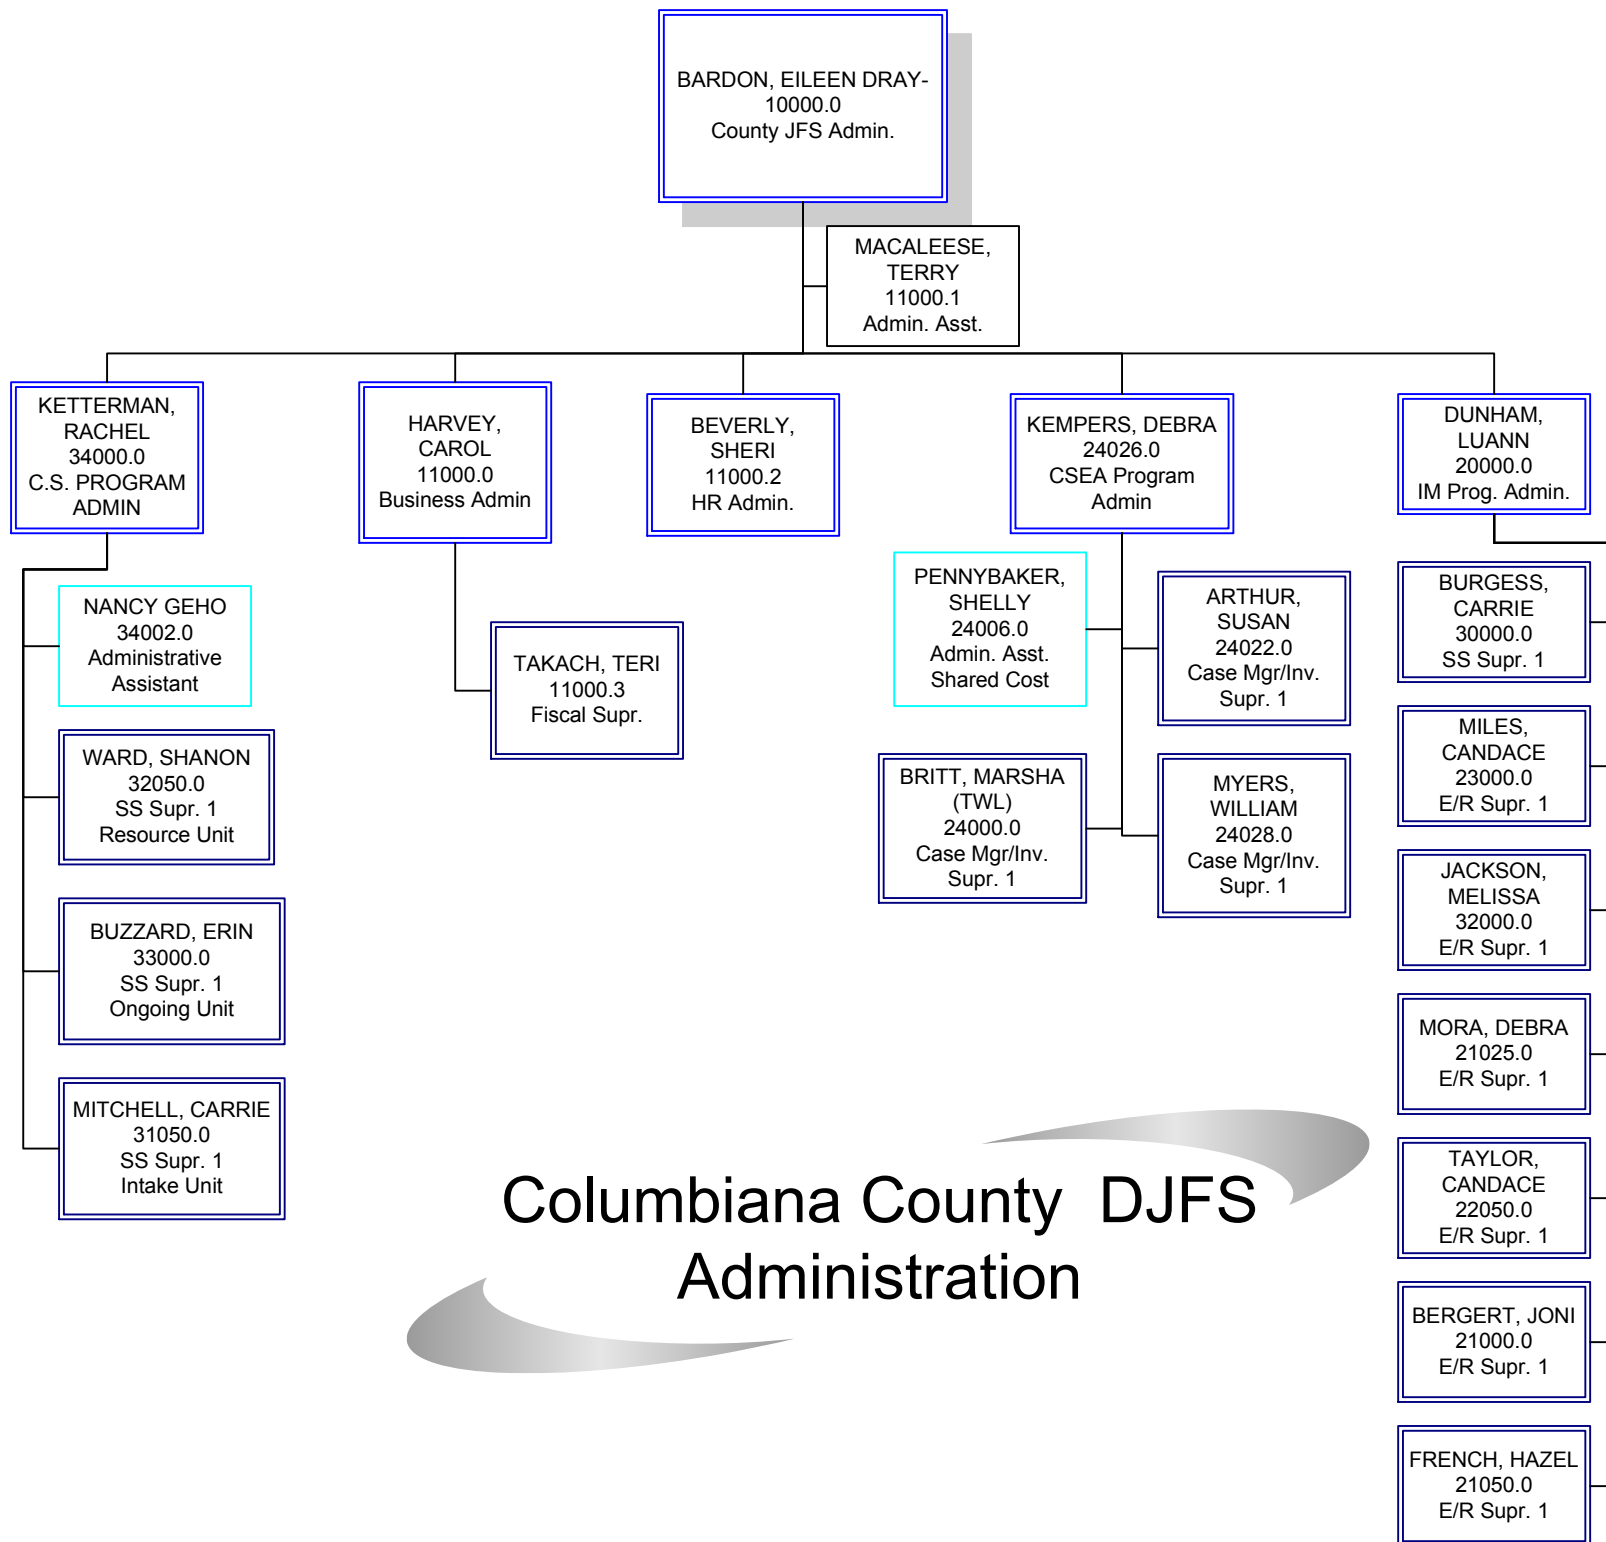 BARDON, EILEEN DRAY-
10000.0
County JFS Admin.
MACALEESE,
TERRY
11000.1
Admin. Asst.
KETTERMAN,
RACHEL
34000.0
C.S. PROGRAM
ADMIN
HARVEY,
CAROL
11000.0
Business Admin
BEVERLY,
SHERI
11000.2
HR Admin.
KEMPERS, DEBRA
24026.0
CSEA Program
Admin
DUNHAM,
LUANN
20000.0
IM Prog. Admin.
NANCY GEHO
34002.0
Administrative
Assistant
WARD, SHANON
32050.0
SS Supr. 1
Resource Unit
BUZZARD, ERIN
33000.0
SS Supr. 1
Ongoing Unit
MITCHELL, CARRIE
31050.0
SS Supr. 1
Intake Unit
TAKACH, TERI
11000.3
Fiscal Supr.
PENNYBAKER,
SHELLY
24006.0
Admin. Asst.
Shared Cost
ARTHUR,
SUSAN
24022.0
Case Mgr/Inv.
Supr. 1
BRITT, MARSHA
(TWL)
24000.0
Case Mgr/Inv.
Supr. 1
MYERS,
WILLIAM
24028.0
Case Mgr/Inv.
Supr. 1
BURGESS,
CARRIE
30000.0
SS Supr. 1
MILES,
CANDACE
23000.0
E/R Supr. 1
JACKSON,
MELISSA
32000.0
E/R Supr. 1
MORA, DEBRA
21025.0
E/R Supr. 1
TAYLOR,
CANDACE
22050.0
E/R Supr. 1
BERGERT, JONI
21000.0
E/R Supr. 1
FRENCH, HAZEL
21050.0
E/R Supr. 1
Columbiana County DJFS
Administration